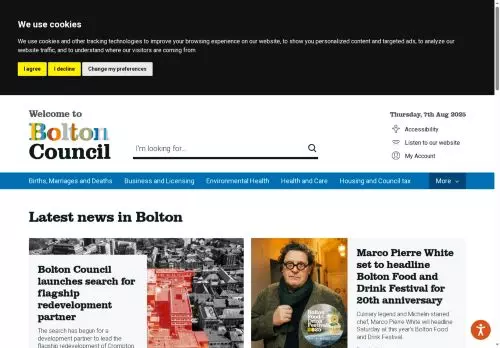 We use cookies
We use cookies and other tracking technologies to improve your browsing experience on our website, to show you personalized content and targeted ads, to analyze our
website traffic, and to understand where our visitors are coming from.
I agree
I decline
Change my preferences
Welcome to
Bolton
Council
I'm looking for...
Thursday, 7th Aug 2025
Accessibility
Listen to our website
My Account
Births, Marriages and Deaths
Business and Licensing
Environmental Health
Health and Care
Housing and Council tax
More
Latest news in Bolton
Bolton Council
launches search for
flagship
redevelopment
partner
The search has begun for a
development partner to lead the
flagship redevelopment of Crompton
Bolton
Food &
Drink
Festival
2025
Marco Pierre White
set to headline
Bolton Food and
Drink Festival for
20th anniversary
Culinary legend and Michelin-starred
chef, Marco Pierre White will headline
Saturday at this year's Bolton Food
and Drink Festival.